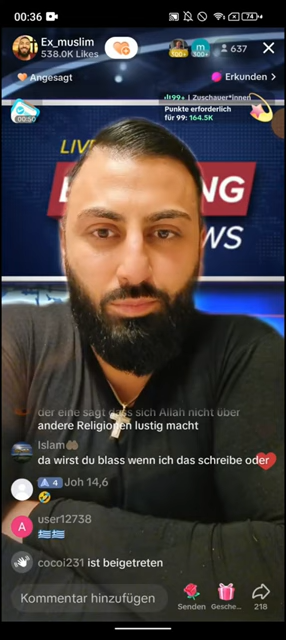 00:36
74
Ex_muslim
538.0K Likes
500+
300+
637
Angesagt
Erkunden >
99+ | Zuschauer*innen
Punkte erforderlich
für 99: 164.5K
00:50
LIVE
NG
WS
der eine sagt dass sich Allah nicht über
andere Religionen lustig macht
Islam🤲🏾
da wirst du blass wenn ich das schreibe oder
4 Joh 14,6
🤣
user12738
🇬🇷🇬🇷
cocoi231 ist beigetreten
Kommentar hinzufügen
Senden
Gesche...
218